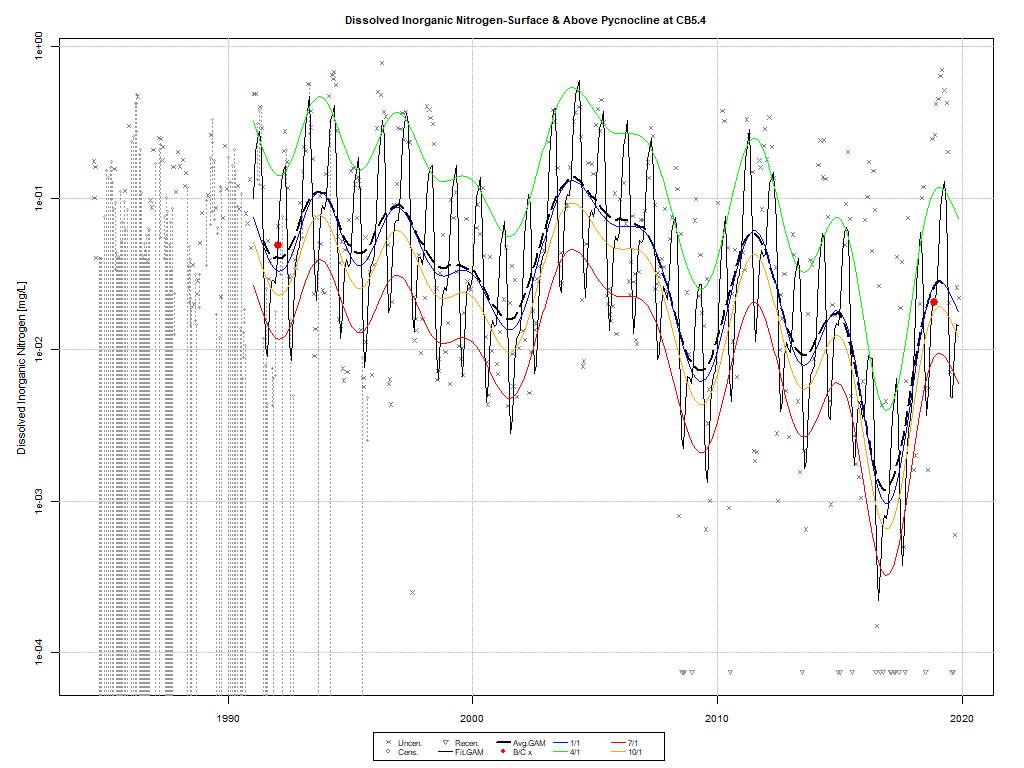 Dissolved Inorganic Nitrogen-Surface & Above Pycnocline at CB5.4
Dissolved Inorganic Nitrogen [mg/L]
1e+00
1e-01
1e-02
1e-03
1e-04
1990
2000
2010
2020
Uncen. Recen. Avg.GAM 1/1 7/1
Cens. Fit.GAM B/C x 4/1 10/1